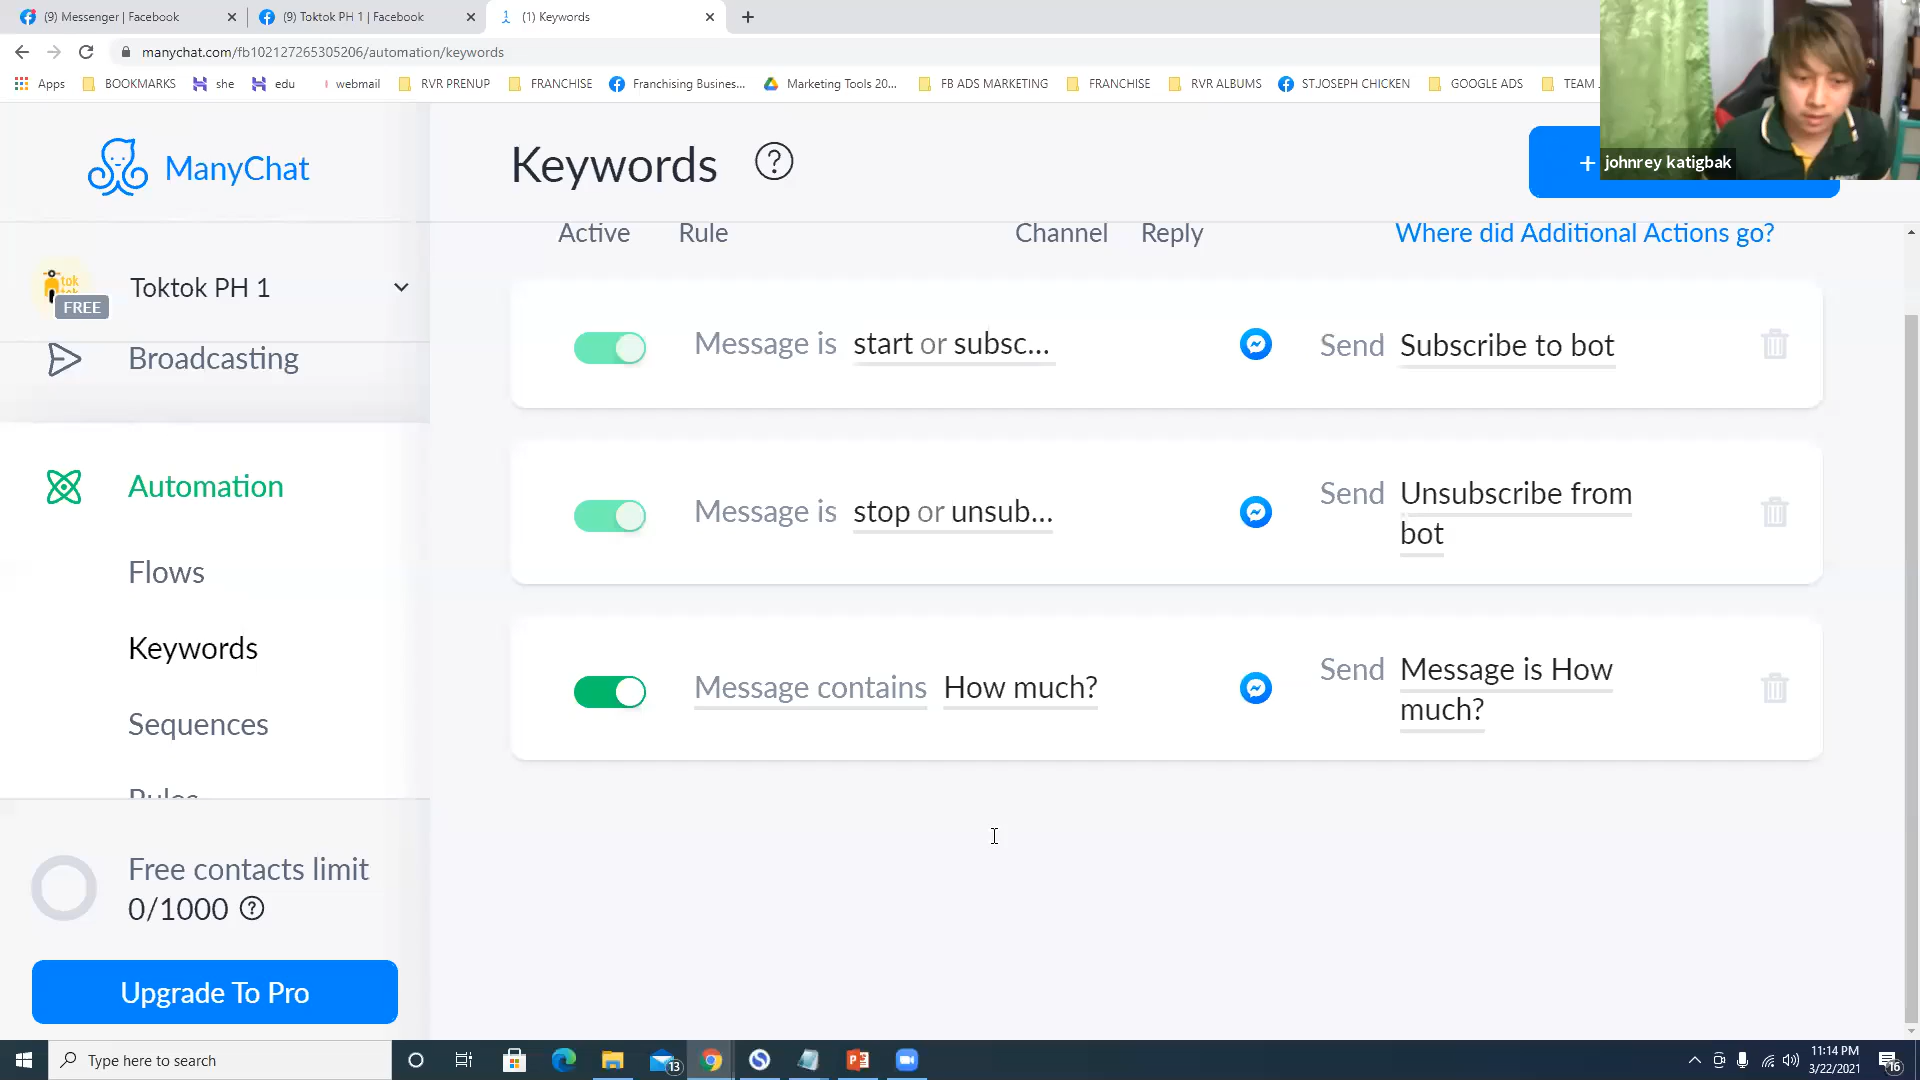 (9) Messenger | Facebook
(9) Toktok PH 1 | Facebook
(1) Keywords
manychat.com/fb102127265305206/automation/keywords
Apps
BOOKMARKS
she
edu
webmail
RVR PRENUP
FRANCHISE
Franchising Busines...
Marketing Tools 20...
FB ADS MARKETING
FRANCHISE
RVR ALBUMS
ST.JOSEPH CHICKEN
GOOGLE ADS
TEAM
johnrey katigbak
ManyChat
Keywords
?
+
Toktok PH 1
FREE
Broadcasting
Automation
Flows
Keywords
Sequences
Rules
Free contacts limit
0/1000 ?
Upgrade To Pro
Active Rule Channel Reply Where did Additional Actions go?
Message is start or subsc... Send Subscribe to bot
Message is stop or unsub... Send Unsubscribe from
bot
Message contains How much? Send Message is How
much?
Type here to search
13
11:14 PM
3/22/2021
16